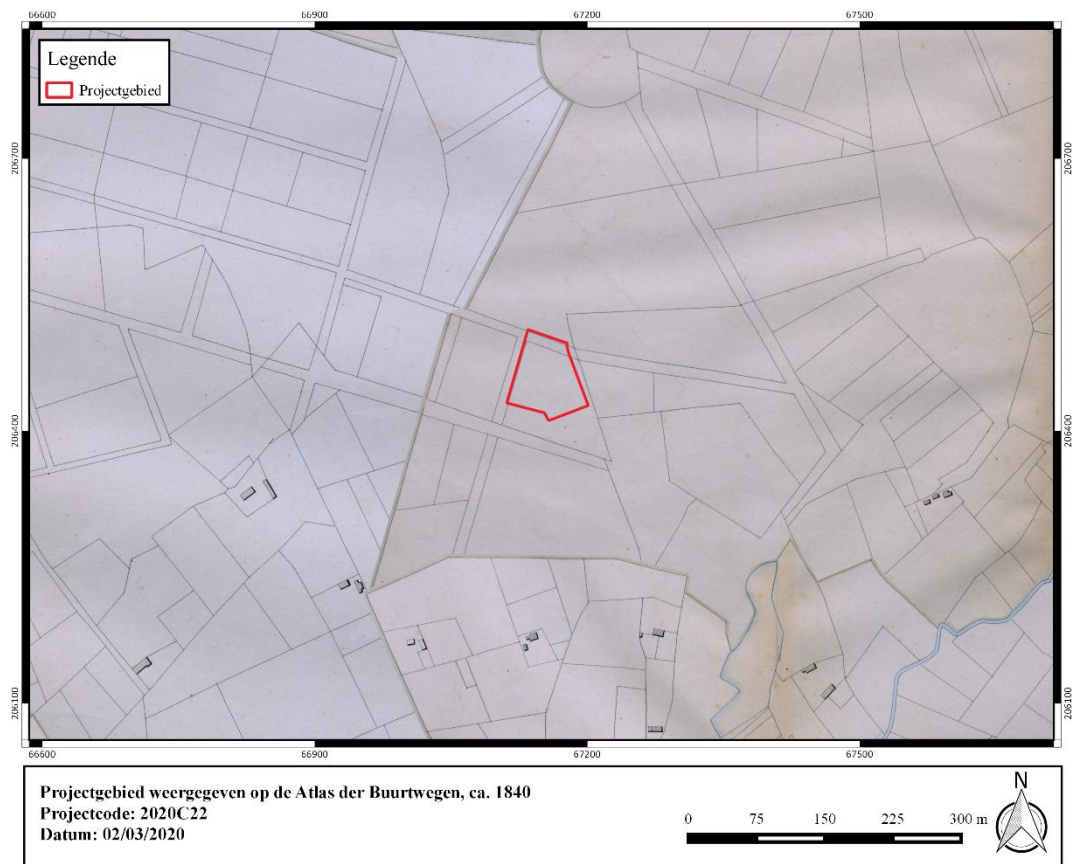 66600 66900 67200 67500
Legende
Projectgebied
206700 206700
206400 206400
206100 206100
66600 66900 67200 67500
Projectgebied weergegeven op de Atlas der Buurtwegen, ca. 1840
Projectcode: 2020C22
Datum: 02/03/2020
0 75 150 225 300 m
N